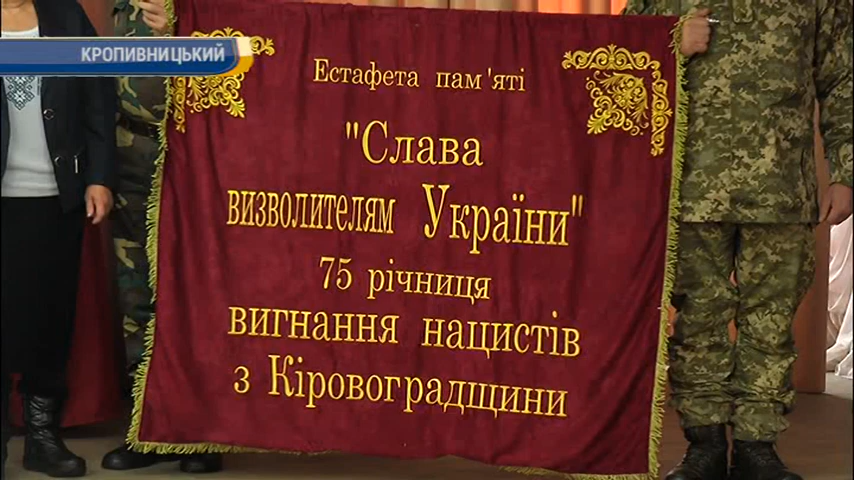 КРОПИВНИЦЬКИЙ
Естафета пам'яті
"Слава
визволителям України"
75 річниця
вигнання нацистів
з Кіровоградщини